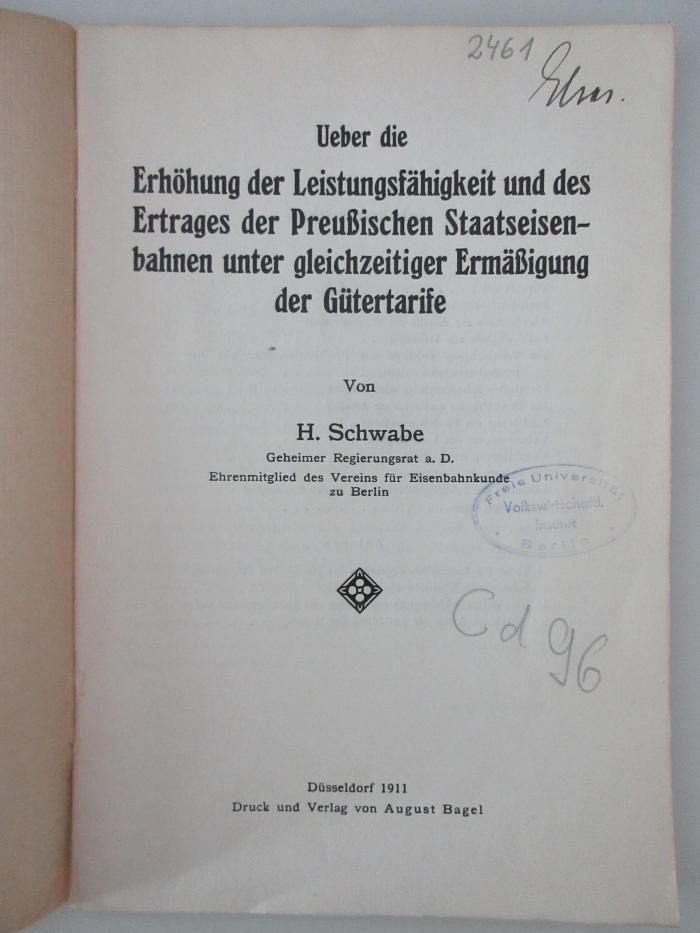 2461
Ueber die
Erhöhung der Leistungsfähigkeit und des
Ertrages der Preußischen Staatseisen-
bahnen unter gleichzeitiger Ermäßigung
der Gütertarife
Von
H. Schwabe
Geheimer Regierungsrat a. D.
Ehrenmitglied des Vereins für Eisenbahnkunde
zu Berlin
Freie Universität
Volkswirtschaftl.
Institut
Berlin
Cd 96
Düsseldorf 1911
Druck und Verlag von August Bagel